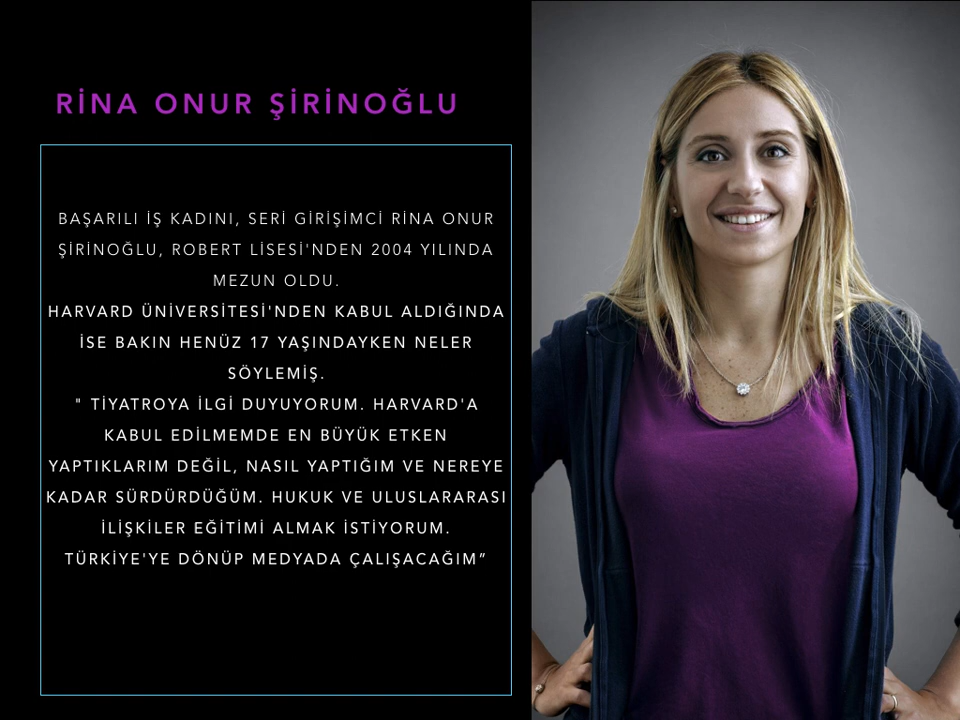 RİNA ONUR ŞİRİNOĞLU
BAŞARILI İŞ KADINI, SERİ GİRİŞİMCİ RİNA ONUR
ŞİRİNOĞLU, ROBERT LİSESİ'NDEN 2004 YILINDA
MEZUN OLDU.
HARVARD ÜNİVERSİTESİ'NDEN KABUL ALDIĞINDA
İSE BAKIN HENÜZ 17 YAŞINDAYKEN NELER
SÖYLEMİŞ.
" TİYATROYA İLGİ DUYUYORUM. HARVARD'A
KABUL EDİLMEMDE EN BÜYÜK ETKEN
YAPTIKLARIM DEĞİL, NASIL YAPTIĞIM VE NEREYE
KADAR SÜRDÜRDÜĞÜM. HUKUK VE ULUSLARARASI
İLİŞKİLER EĞİTİMİ ALMAK İSTİYORUM.
TÜRKİYE'YE DÖNÜP MEDYADA ÇALIŞACAĞIM”